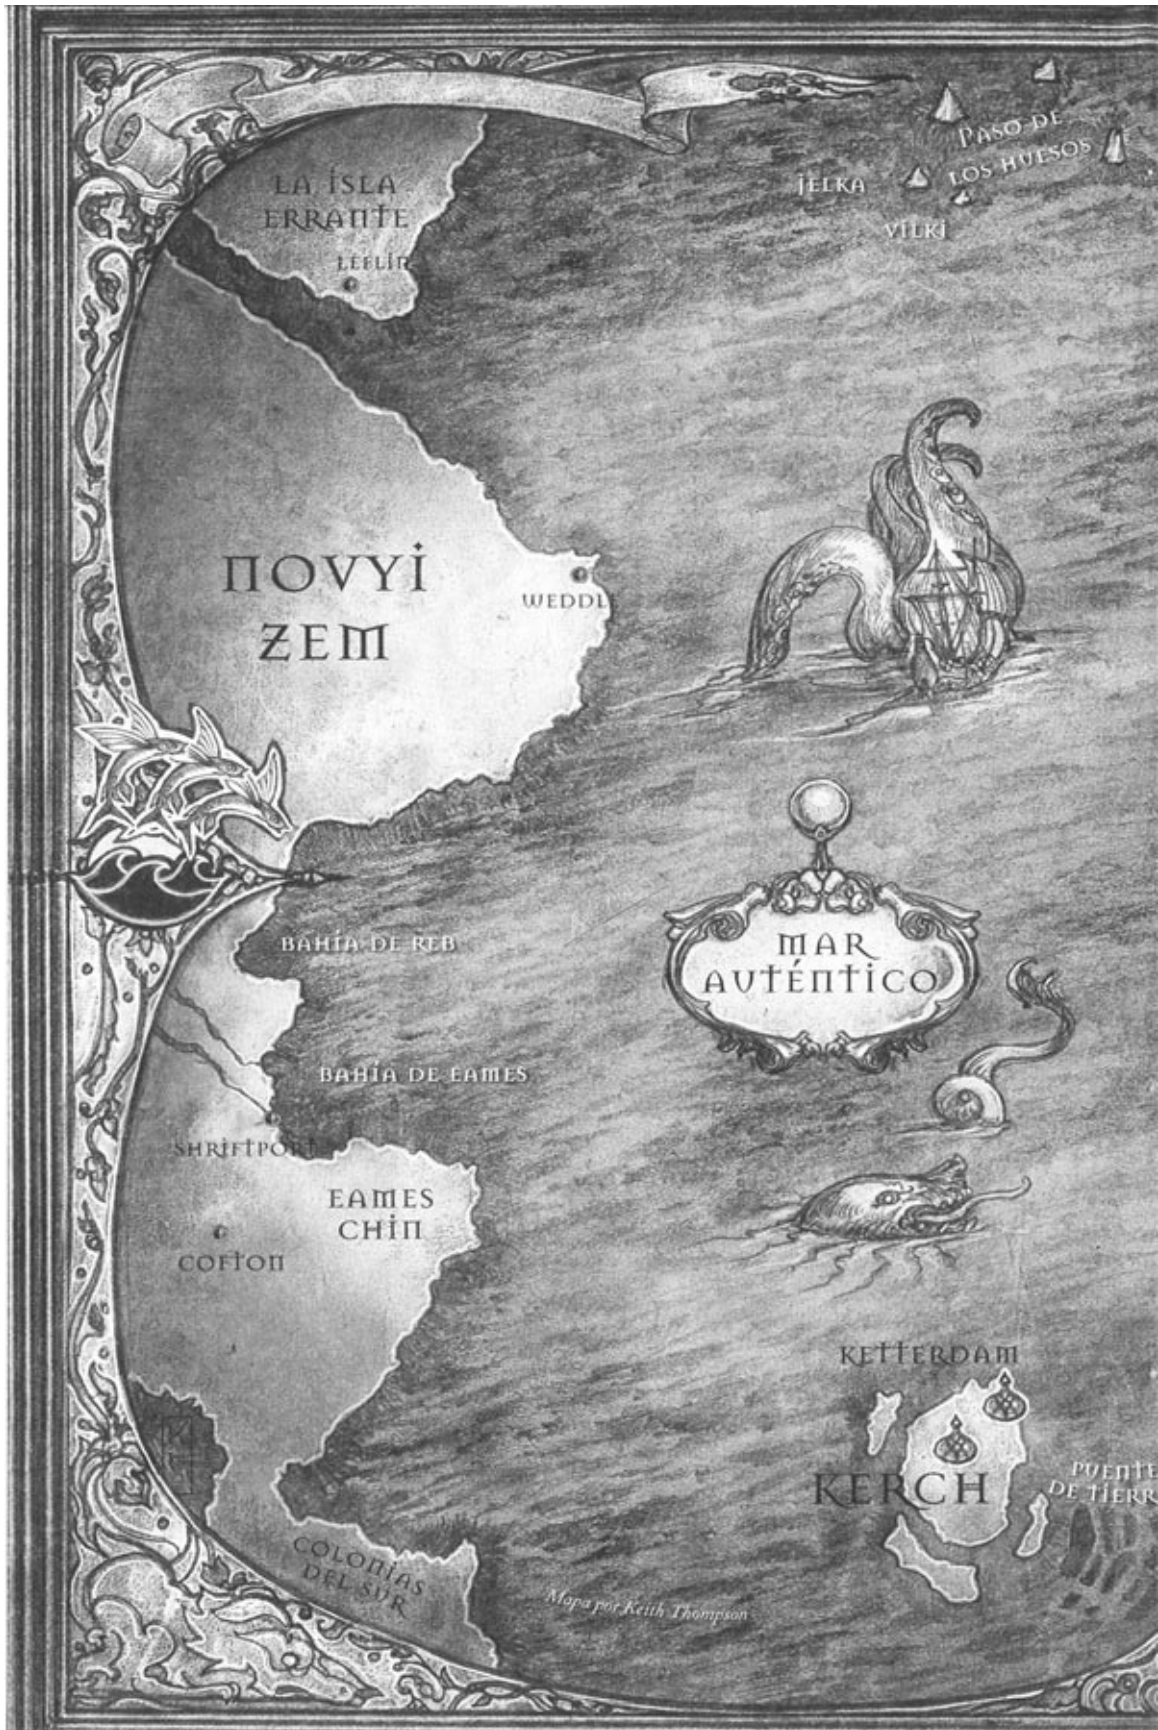 PASO DE
LOS HUESOS
JELKA
VILKI
LA ISLA
ERRANTE
LEFLIN
NOVYI
ZEM
WEDDL
MAR
AUTÉNTICO
BAHÍA DE REB
BAHÍA DE EAMES
SHRIFTPORT
EAMES
CHIN
COFTON
KETTERDAM
KERCH
PUENTE
DE TIERR
COLONIAS
DEL SUR
Mapa por Keith Thompson